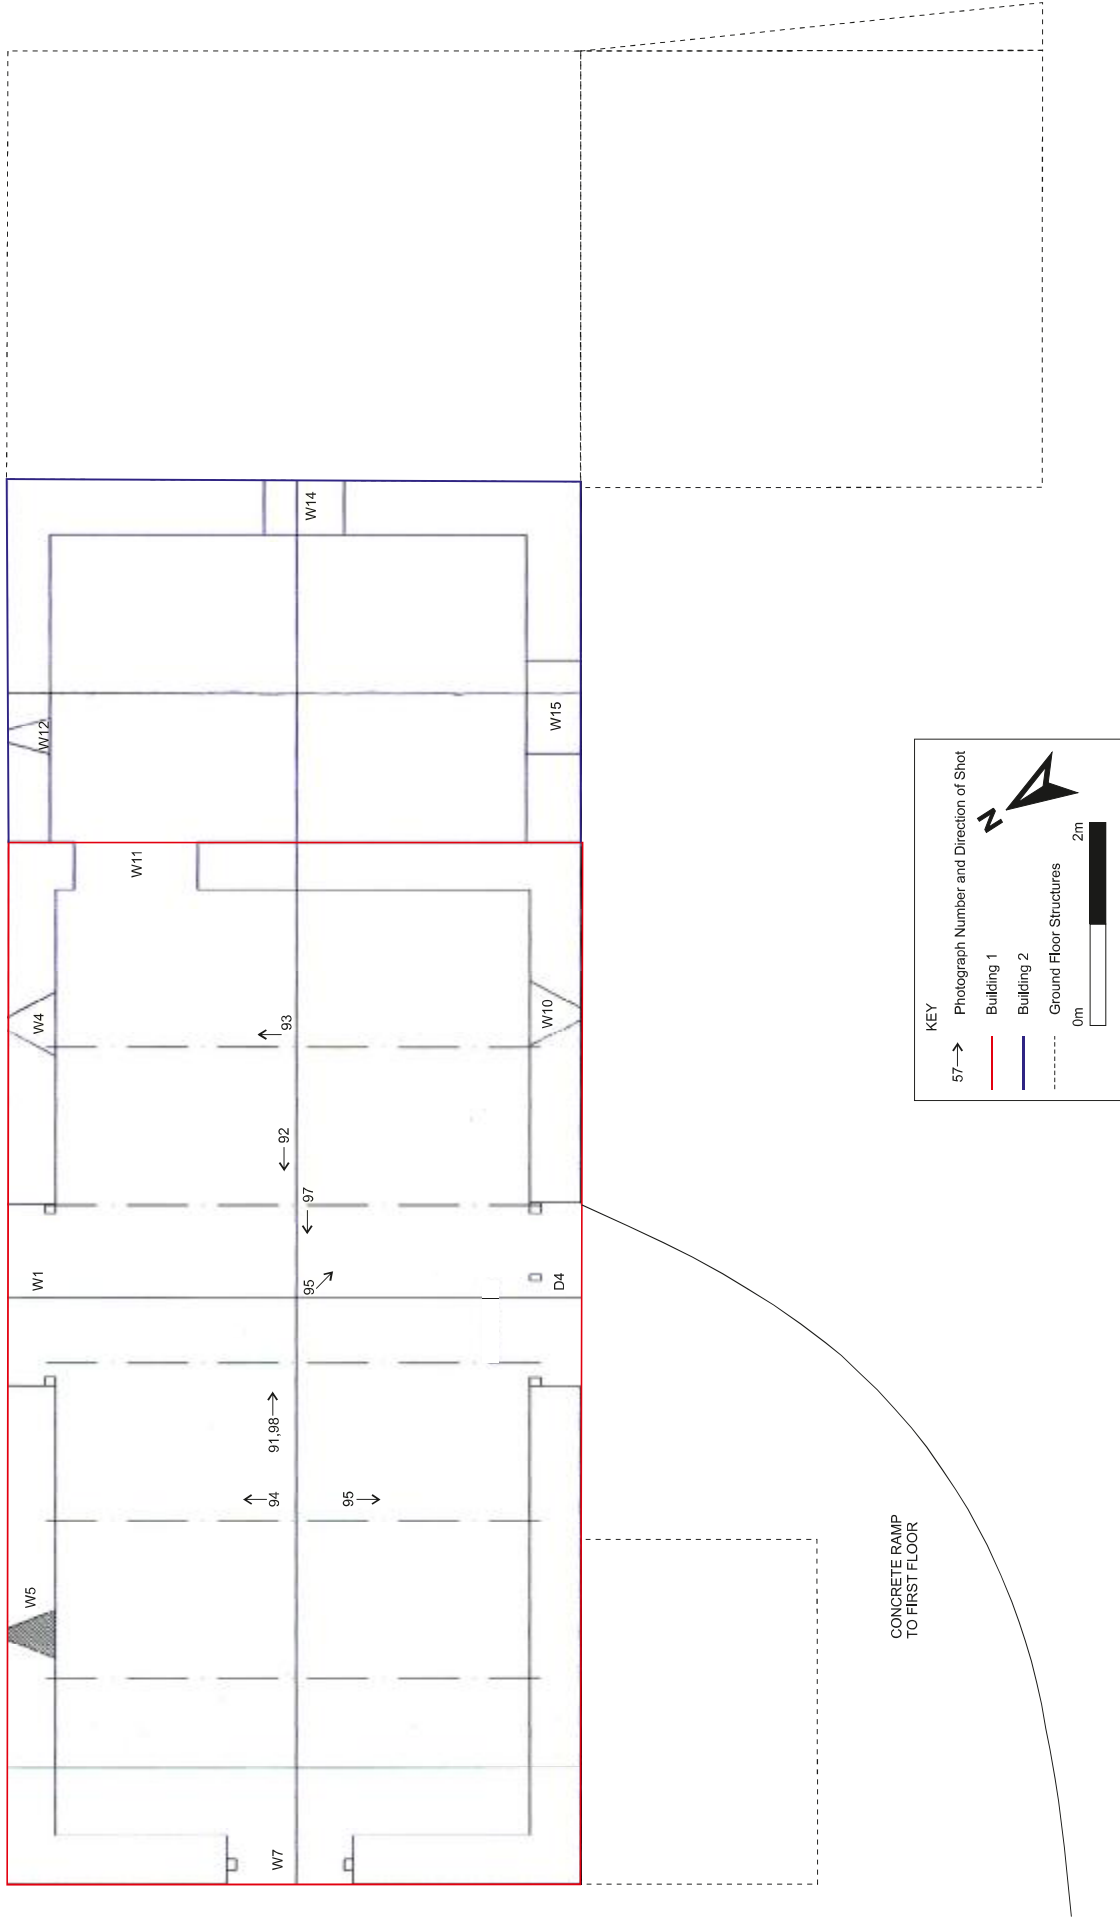 W14
W12
W15
W11
W4
W10
93
92
97
W1
95
D4
91,98
94
95
W5
W7
CONCRETE RAMP
TO FIRST FLOOR
KEY
57
Photograph Number and Direction of Shot
Building 1
Building 2
Ground Floor Structures
N
0m
2m